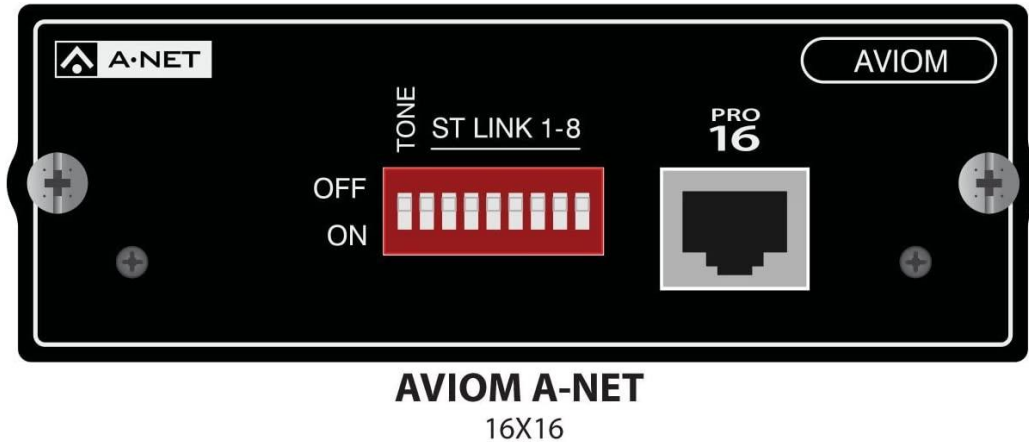 A·NET
AVIOM
TONE
ST LINK 1-8
PRO
16
OFF
ON
AVIOM A-NET
16X16